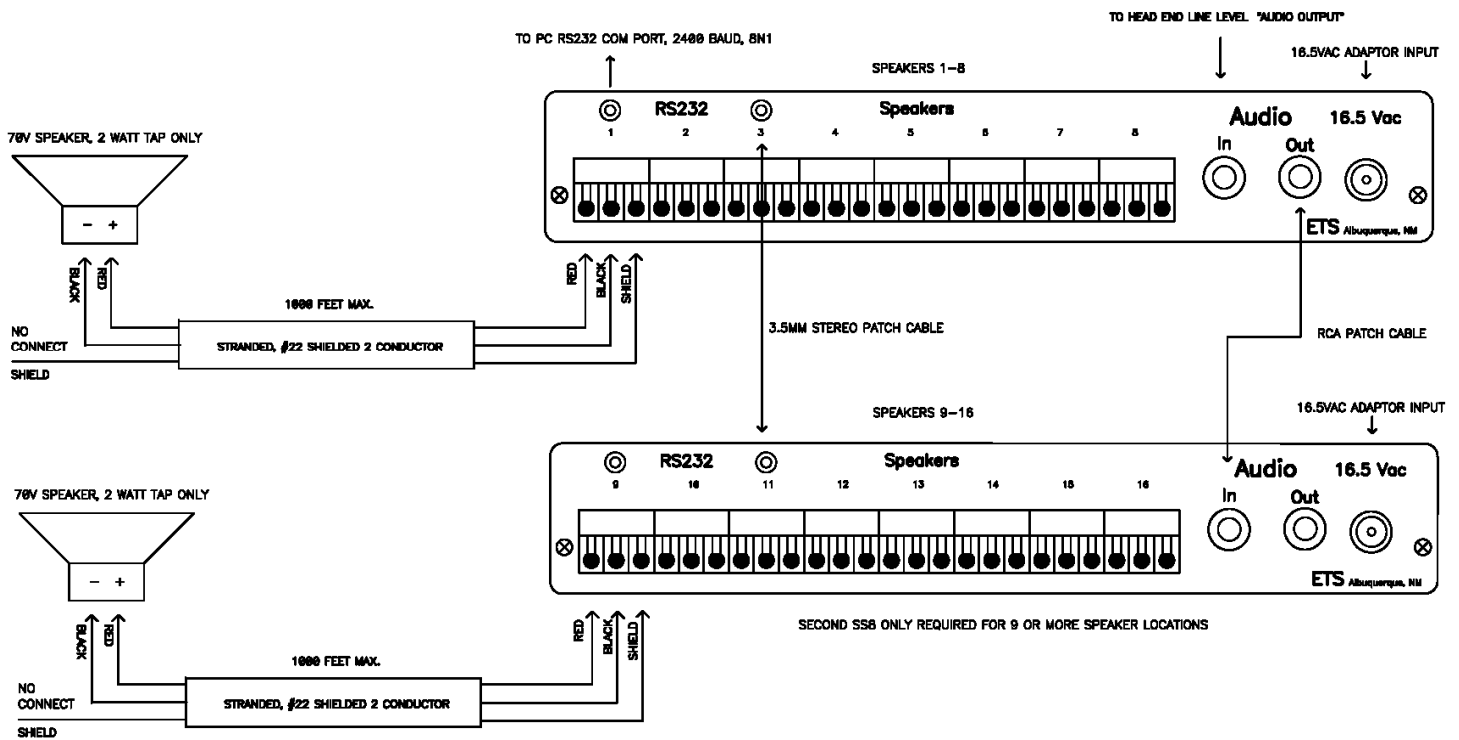 TO HEAD END LINE LEVEL "AUDIO OUTPUT"
TO PC RS232 COM PORT, 2400 BAUD, 8N1
16.5VAC ADAPTOR INPUT
SPEAKERS 1-8
RS232
Speakers
Audio
16.5 Vac
1 2 3 4 5 6 7 8
In
Out
ETS Albuquerque, NM
70V SPEAKER, 2 WATT TAP ONLY
- +
BLACK
RED
1000 FEET MAX.
RED
BLACK
SHIELD
NO
CONNECT
STRANDED, #22 SHIELDED 2 CONDUCTOR
SHIELD
3.5MM STEREO PATCH CABLE
RCA PATCH CABLE
SPEAKERS 9-16
16.5VAC ADAPTOR INPUT
RS232
Speakers
Audio
16.5 Vac
9 10 11 12 13 14 15 16
In
Out
ETS Albuquerque, NM
70V SPEAKER, 2 WATT TAP ONLY
- +
BLACK
RED
1000 FEET MAX.
RED
BLACK
SHIELD
SECOND SS8 ONLY REQUIRED FOR 9 OR MORE SPEAKER LOCATIONS
NO
CONNECT
STRANDED, #22 SHIELDED 2 CONDUCTOR
SHIELD